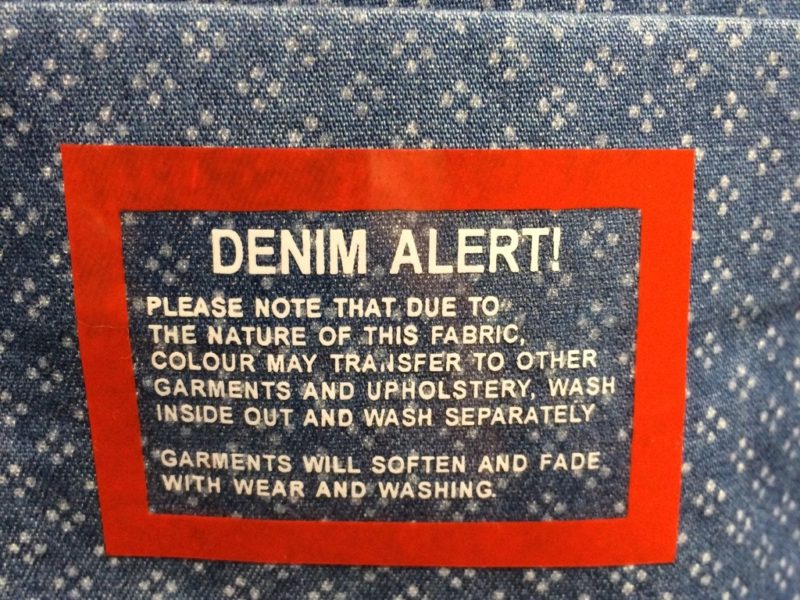 DENIM ALERT!
PLEASE NOTE THAT DUE TO
THE NATURE OF THIS FABRIC,
COLOUR MAY TRANSFER TO OTHER
GARMENTS AND UPHOLSTERY, WASH
INSIDE OUT AND WASH SEPARATELY
GARMENTS WILL SOFTEN AND FADE
WITH WEAR AND WASHING.